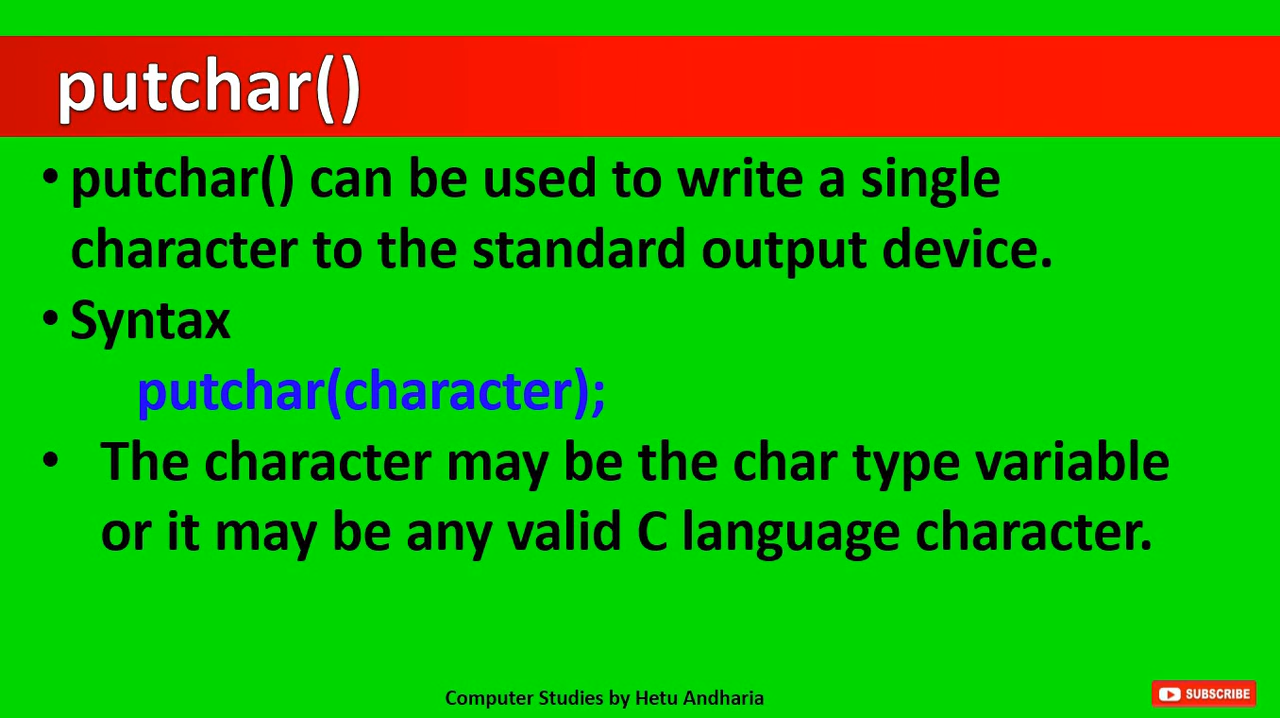 putchar()
• putchar() can be used to write a single
character to the standard output device.
• Syntax
putchar(character);
• The character may be the char type variable
or it may be any valid C language character.
Computer Studies by Hetu Andharia
SUBSCRIBE